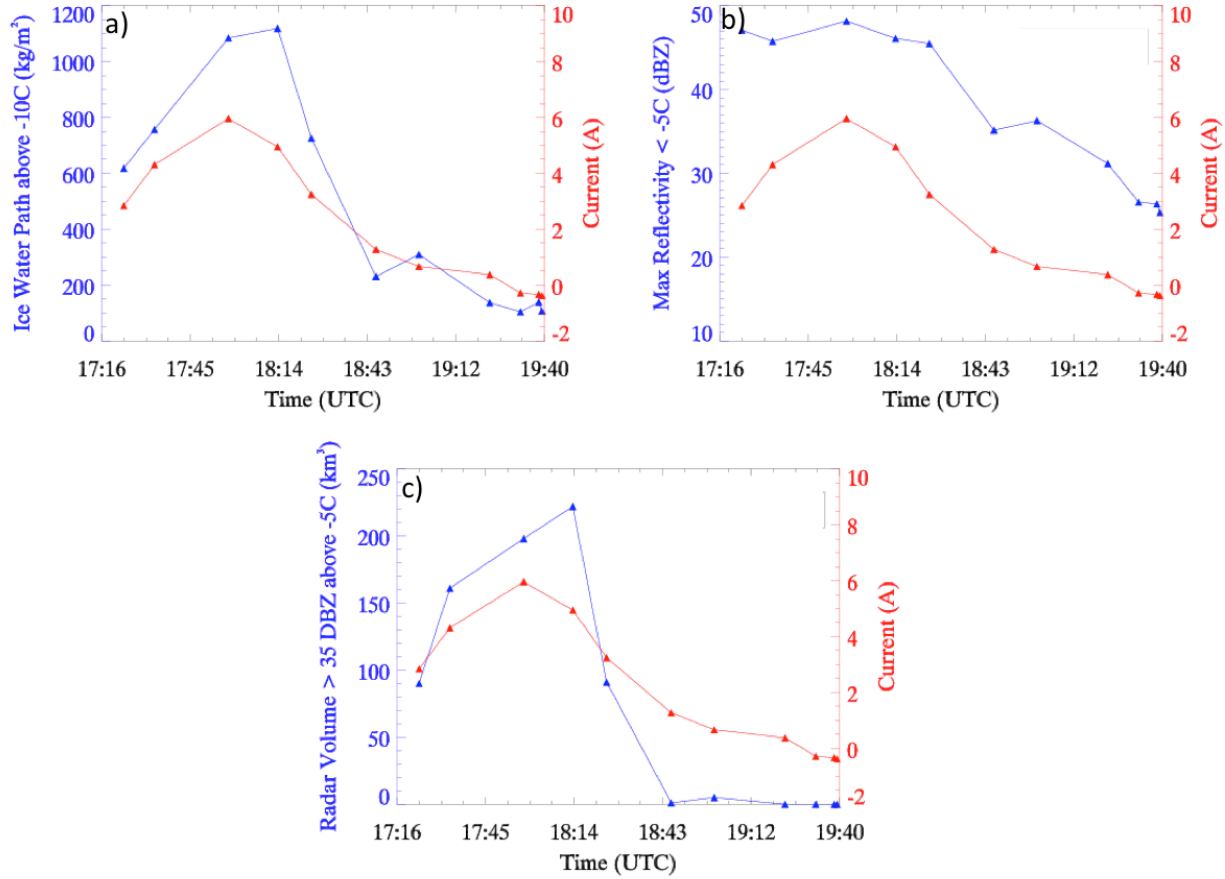 a)
Ice Water Path above -10C (kg/m²)
1200
1000
800
600
400
200
0
10
8
6
4
2
0
-2
Current (A)
17:16 17:45 18:14 18:43 19:12 19:40
Time (UTC)
b)
Max Reflectivity < -5C (dBZ)
50
40
30
20
10
10
8
6
4
2
0
-2
Current (A)
17:16 17:45 18:14 18:43 19:12 19:40
Time (UTC)
c)
Radar Volume > 35 DBZ above -5C (km³)
250
200
150
100
50
0
10
8
6
4
2
0
-2
Current (A)
17:16 17:45 18:14 18:43 19:12 19:40
Time (UTC)